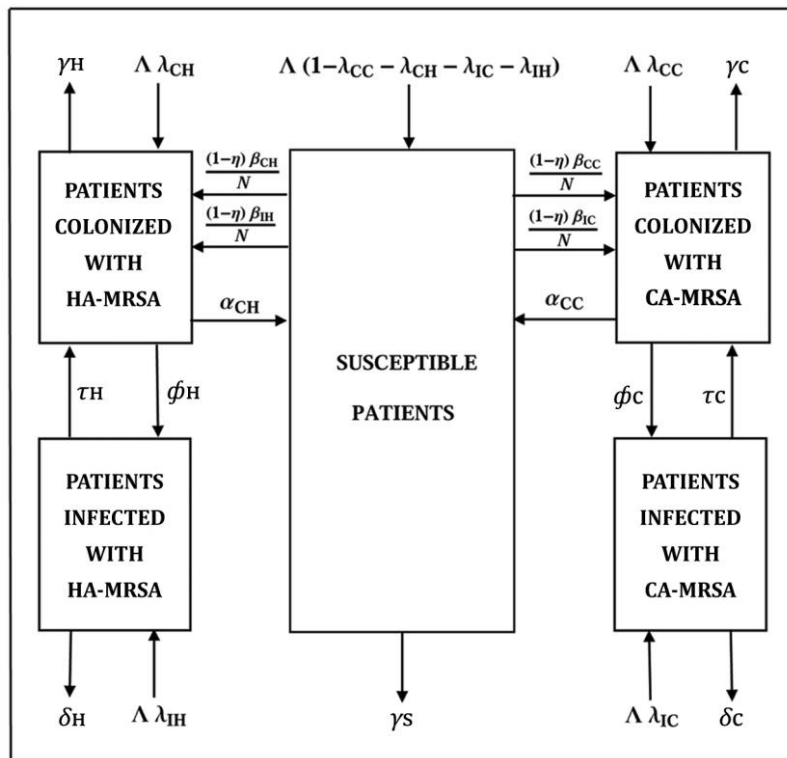 γH
Λ λCH
Λ (1−λCC − λCH − λIC − λIH)
Λ λCC
γC
PATIENTS
COLONIZED
WITH
HA-MRSA
(1−η) βCH
N
(1−η) βIH
N
αCH
(1−η) βCC
N
(1−η) βIC
N
αCC
PATIENTS
COLONIZED
WITH
CA-MRSA
SUSCEPTIBLE
PATIENTS
τH
ϕH
ϕC
τC
PATIENTS
INFECTED
WITH
HA-MRSA
PATIENTS
INFECTED
WITH
CA-MRSA
δH
Λ λIH
γS
Λ λIC
δC